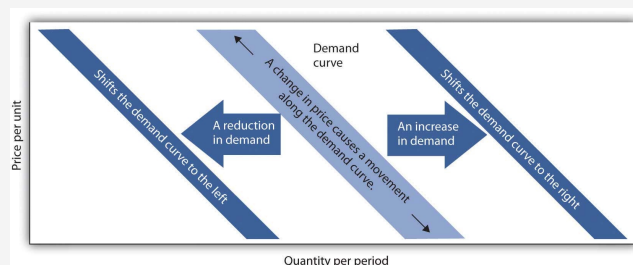 Price per unit
Shifts the demand curve to the left
A reduction
in demand
A change in price causes a movement
along the demand curve.
Demand
curve
An increase
in demand
Shifts the demand curve to the right
Quantity per period